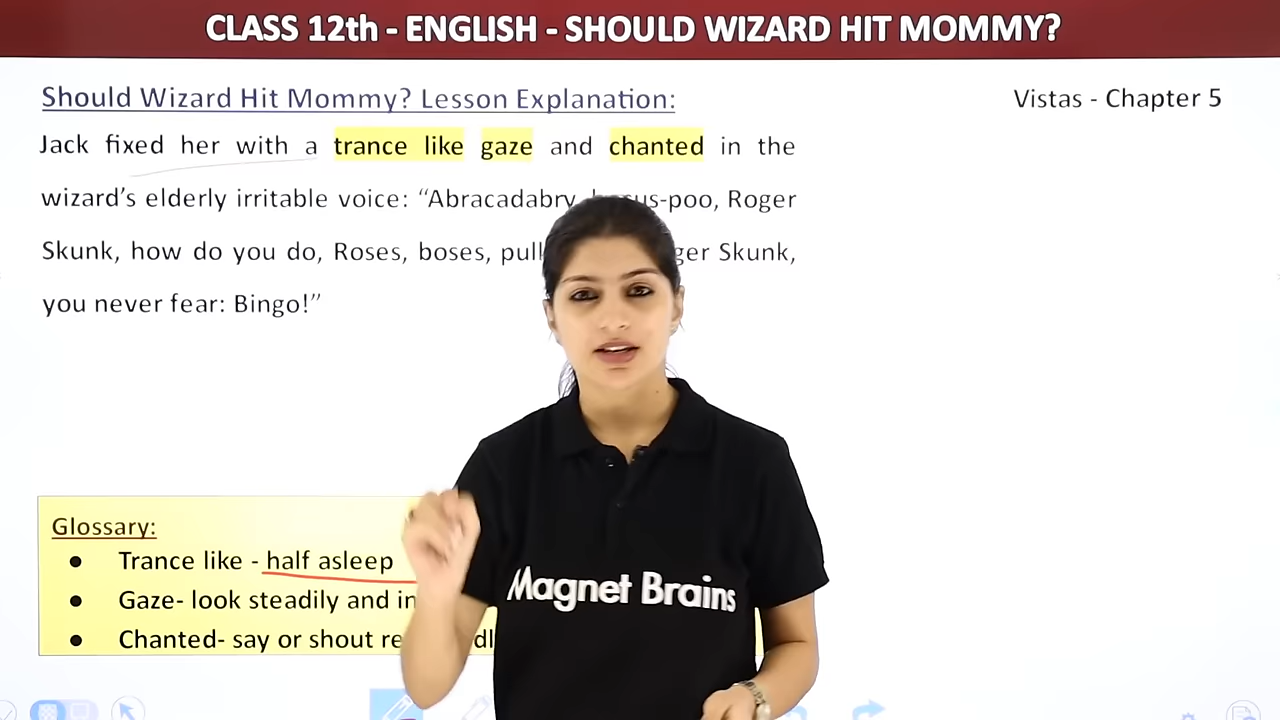 CLASS 12th - ENGLISH - SHOULD WIZARD HIT MOMMY?
Should Wizard Hit Mommy? Lesson Explanation:
Vistas - Chapter 5
Jack fixed her with a trance like gaze and chanted in the
wizard’s elderly irritable voice: “Abracadabry, -poo, Roger
Skunk, how do you do, Roses, boses, Skunk,
you never fear: Bingo!”
Glossary:
● Trance like - half asleep
● Gaze- look steadily and
● Chanted- say or shout
Magnet Brains